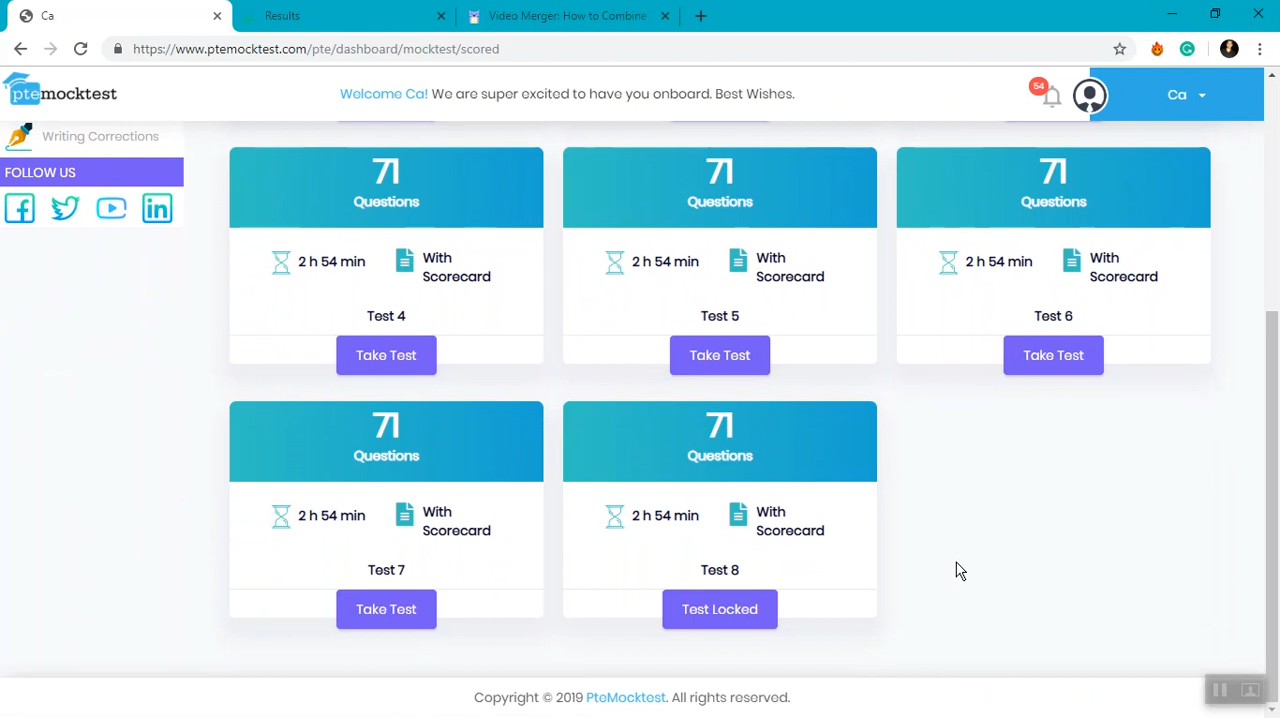 Ca
Results
Video Merger: How to Combine
https://www.ptemocktest.com/pte/dashboard/mocktest/scored
ptemocktest
Welcome Ca! We are super excited to have you onboard. Best Wishes.
54
Ca
Writing Corrections
FOLLOW US
71
Questions
2 h 54 min
With
Scorecard
Test 4
Take Test
71
Questions
2 h 54 min
With
Scorecard
Test 5
Take Test
71
Questions
2 h 54 min
With
Scorecard
Test 6
Take Test
71
Questions
2 h 54 min
With
Scorecard
Test 7
Take Test
71
Questions
2 h 54 min
With
Scorecard
Test 8
Test Locked
Copyright © 2019 PteMocktest. All rights reserved.